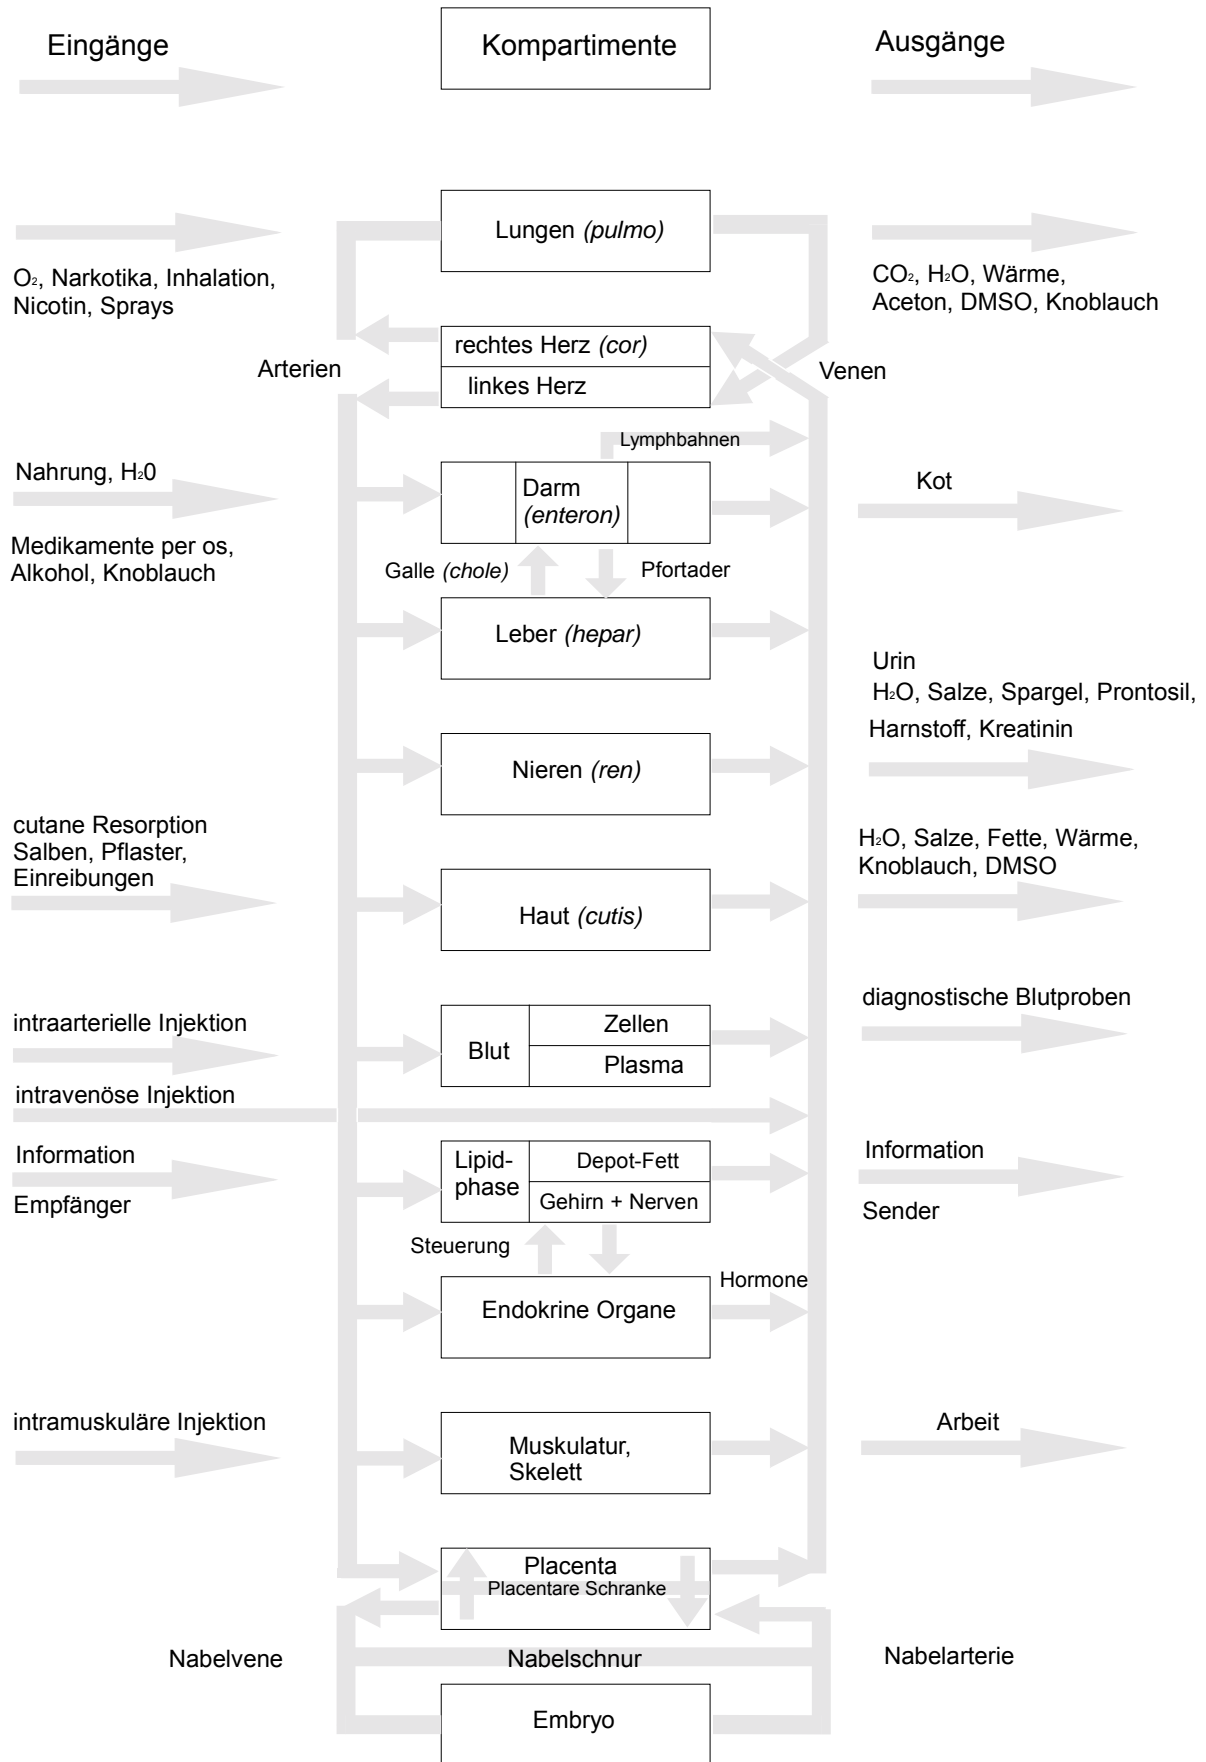 Eingänge
Kompartimente
Ausgänge
Lungen (pulmo)
O₂, Narkotika, Inhalation,
Nicotin, Sprays
CO₂, H₂O, Wärme,
Aceton, DMSO, Knoblauch
rechtes Herz (cor)
linkes Herz
Arterien
Venen
Lymphbahnen
Nahrung, H₂0
Darm
(enteron)
Kot
Medikamente per os,
Alkohol, Knoblauch
Galle (chole)
Pfortader
Leber (hepar)
Urin
H₂O, Salze, Spargel, Prontosil,
Harnstoff, Kreatinin
Nieren (ren)
cutane Resorption
Salben, Pflaster,
Einreibungen
H₂O, Salze, Fette, Wärme,
Knoblauch, DMSO
Haut (cutis)
intraarterielle Injektion
Blut
Zellen
Plasma
diagnostische Blutproben
intravenöse Injektion
Information
Empfänger
Lipid-
phase
Depot-Fett
Gehirn + Nerven
Information
Sender
Steuerung
Hormone
Endokrine Organe
intramuskuläre Injektion
Muskulatur,
Skelett
Arbeit
Placenta
Placentare Schranke
Nabelvene
Nabelschnur
Nabelarterie
Embryo